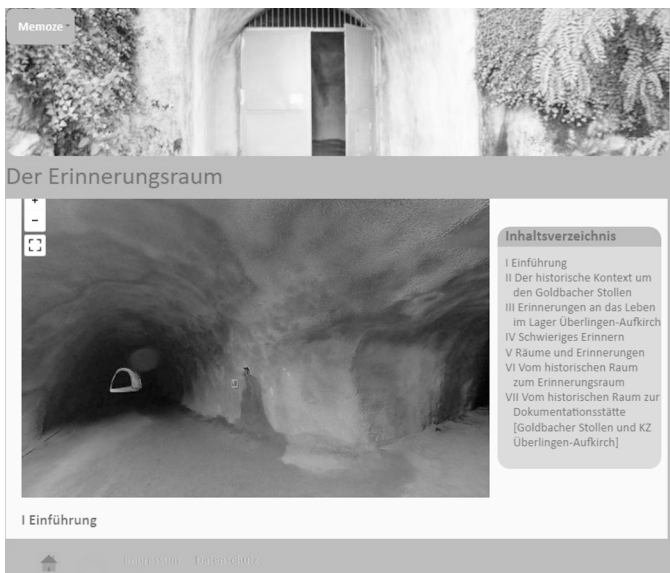 Memoze
Der Erinnerungsraum
+
−
Inhaltsverzeichnis
I Einführung
II Der historische Kontext um
den Goldbacher Stollen
III Erinnerungen an das Leben
im Lager Überlingen-Aufkirch
IV Schwieriges Erinnern
V Räume und Erinnerungen
VI Vom historischen Raum
zum Erinnerungsraum
VII Vom historischen Raum zur
Dokumentationsstätte
[Goldbacher Stollen und KZ
Überlingen-Aufkirch]
I Einführung
Impressum Datenschutz